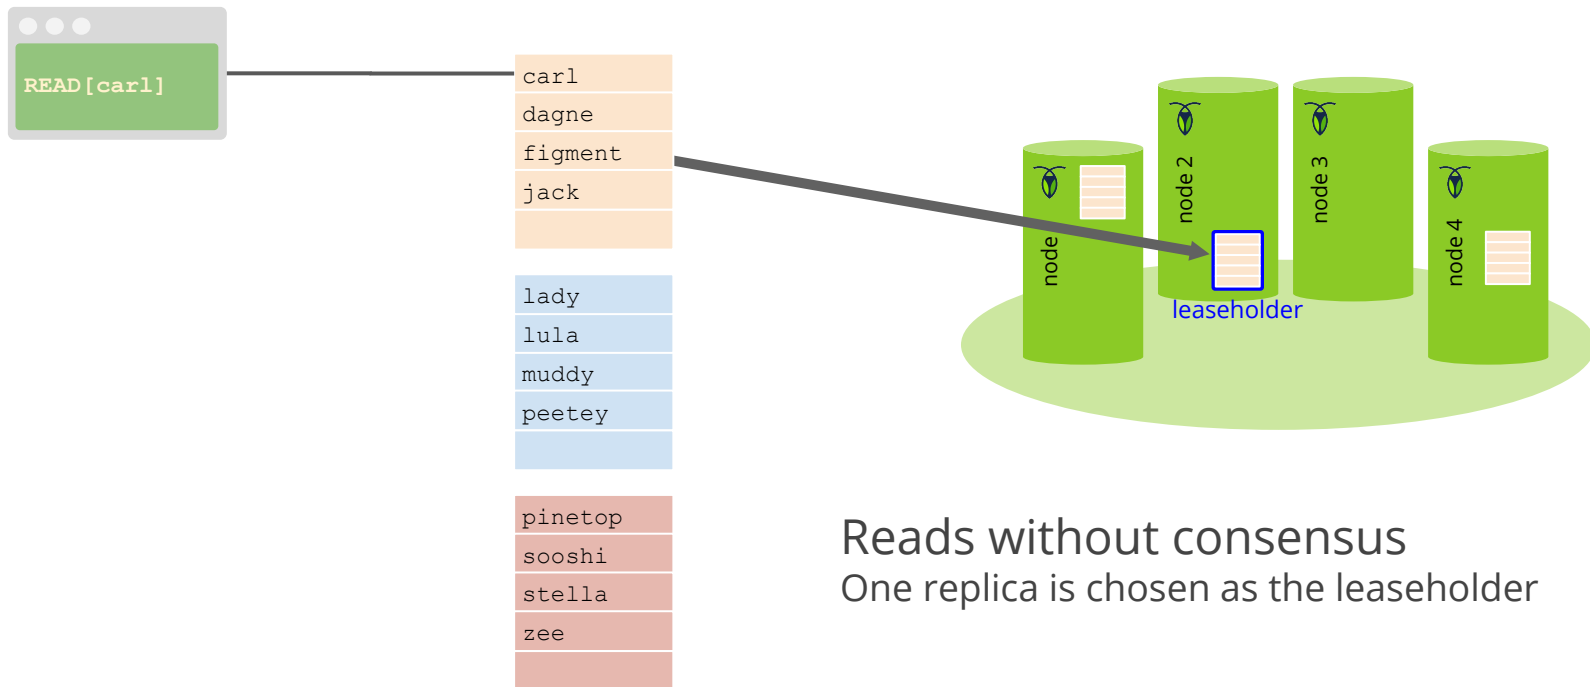 READ[carl]
carl
dagne
figment
jack
lady
lula
muddy
peetey
pinetop
sooshi
stella
zee
node
node 2
node 3
node 4
leaseholder
Reads without consensus
One replica is chosen as the leaseholder